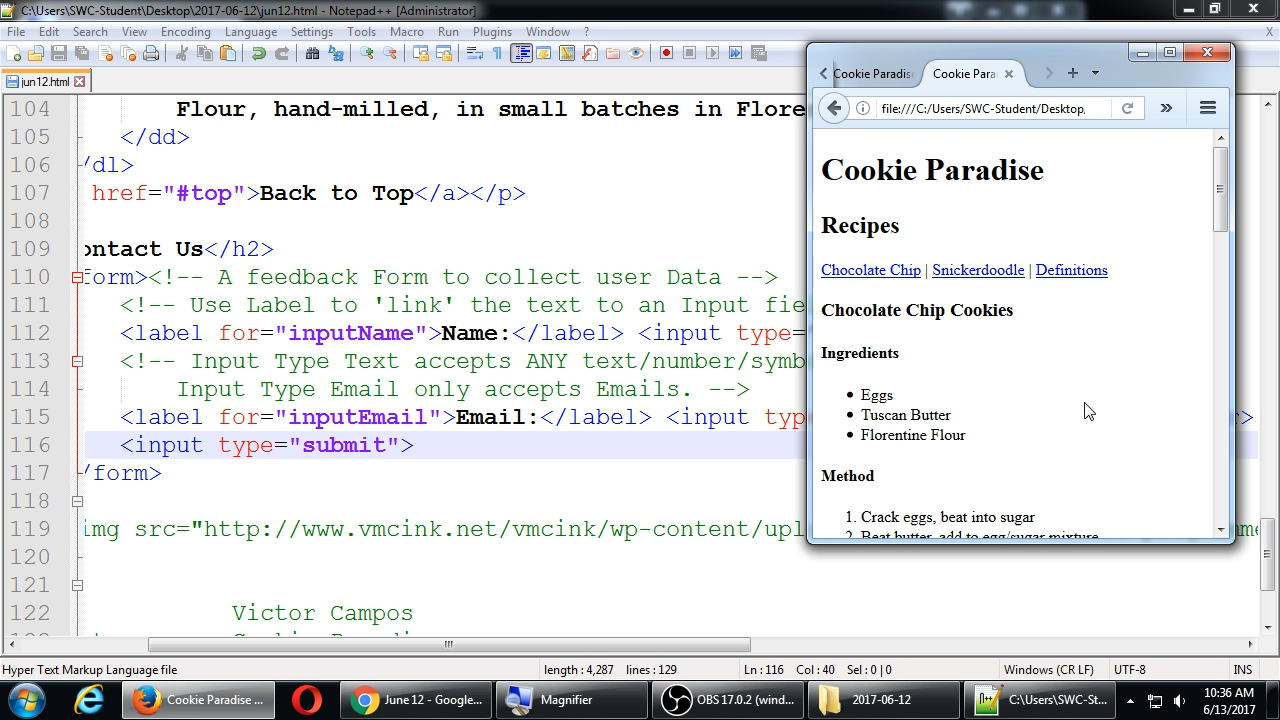 C:\Users\SWC-Student\Desktop\2017-06-12\jun12.html - Notepad++ [Administrator]
File Edit Search View Encoding Language Settings Tools Macro Run Plugins Window ? X
jun12.html
104 Flour, hand-milled, in small batches in Flore
105 </dd>
106 /dl>
107 href="#top">Back to Top</a></p>
108
109 ontact Us</h2>
110 form><!-- A feedback Form to collect user Data -->
111 <!-- Use Label to 'link' the text to an Input fie
112 <label for="inputName">Name:</label> <input type=
113 <!-- Input Type Text accepts ANY text/number/symb
114 Input Type Email only accepts Emails. -->
115 <label for="inputEmail">Email:</label> <input typ >
116 <input type="submit">
117 /form>
118
119 img src="http://www.vmcink.net/vmcink/wp-content/upl
120
121
122 Victor Campos
Cookie Paradis
Cookie Para
file:///C:/Users/SWC-Student/Desktop,
Cookie Paradise
Recipes
Chocolate Chip | Snickerdoodle | Definitions
Chocolate Chip Cookies
Ingredients
• Eggs
• Tuscan Butter
• Florentine Flour
Method
1. Crack eggs, beat into sugar
2. Beat butter, add to egg/sugar mixture
Hyper Text Markup Language file length : 4,287 lines : 129 Ln : 116 Col : 40 Sel : 0 | 0 Windows (CR LF) UTF-8 INS
Cookie Paradise ... June 12 - Google... Magnifier OBS 17.0.2 (wind... 2017-06-12 C:\Users\SWC-St... 10:36 AM
6/13/2017